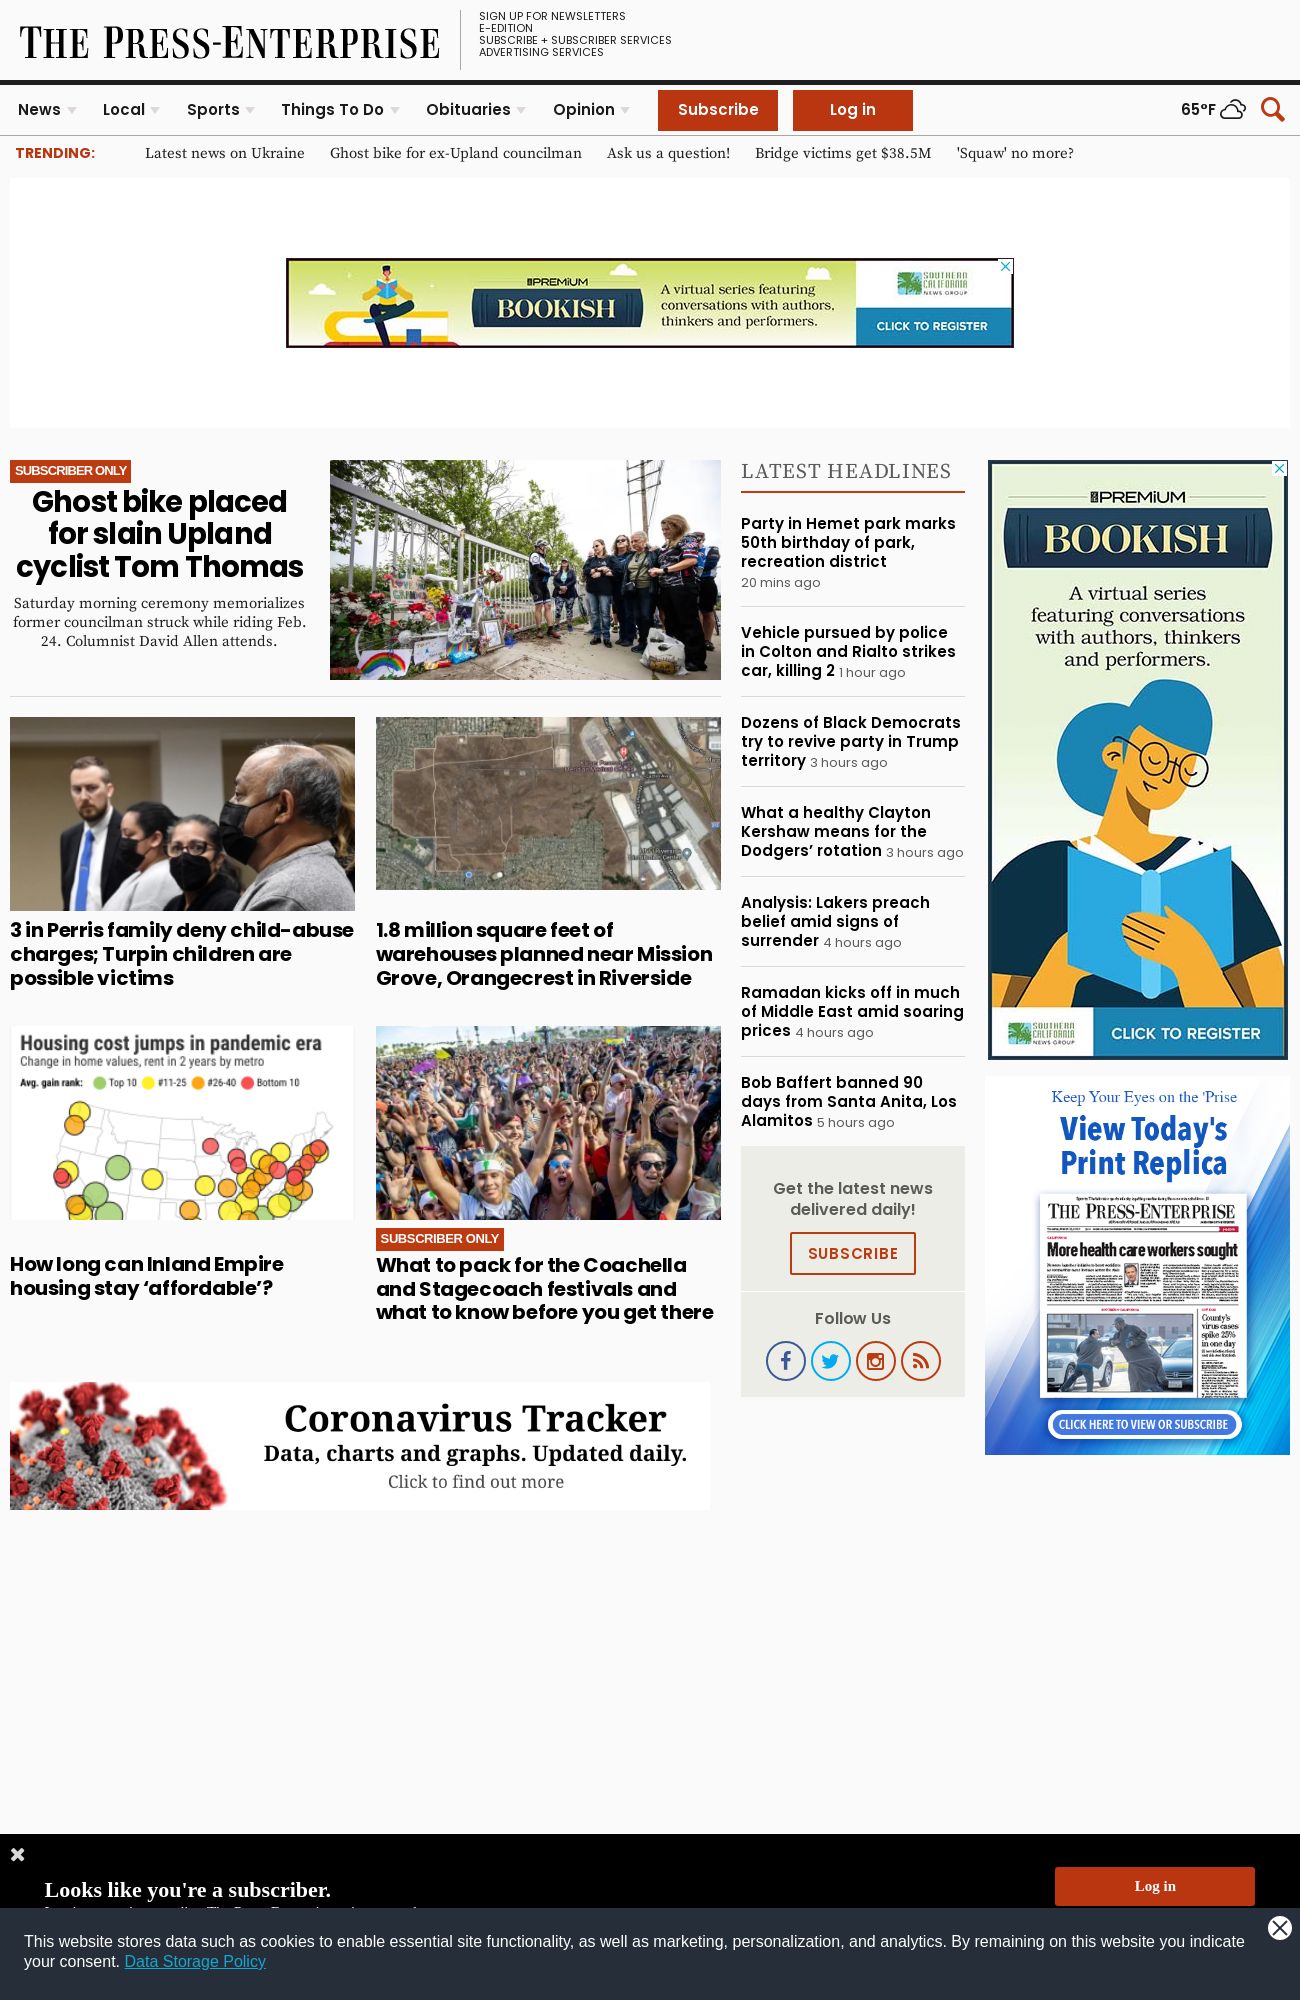 THE PRESS-ENTERPRISE
SIGN UP FOR NEWSLETTERS
E-EDITION
SUBSCRIBE + SUBSCRIBER SERVICES
ADVERTISING SERVICES
News Local Sports Things To Do Obituaries Opinion Subscribe Log in 65°F
TRENDING: Latest news on Ukraine Ghost bike for ex-Upland councilman Ask us a question! Bridge victims get $38.5M 'Squaw' no more?
PREMIUM
BOOKISH
A virtual series featuring
conversations with authors,
thinkers and performers.
SOUTHERN
CALIFORNIA
NEWS GROUP
CLICK TO REGISTER
SUBSCRIBER ONLY
Ghost bike placed
for slain Upland
cyclist Tom Thomas
Saturday morning ceremony memorializes
former councilman struck while riding Feb.
24. Columnist David Allen attends.
3 in Perris family deny child-abuse
charges; Turpin children are
possible victims
1.8 million square feet of
warehouses planned near Mission
Grove, Orangecrest in Riverside
Housing cost jumps in pandemic era
Change in home values, rent in 2 years by metro
Avg. gain rank: Top 10 #11-25 #26-40 Bottom 10
How long can Inland Empire
housing stay ‘affordable’?
SUBSCRIBER ONLY
What to pack for the Coachella
and Stagecoach festivals and
what to know before you get there
Coronavirus Tracker
Data, charts and graphs. Updated daily.
Click to find out more
LATEST HEADLINES
Party in Hemet park marks
50th birthday of park,
recreation district
20 mins ago
Vehicle pursued by police
in Colton and Rialto strikes
car, killing 2 1 hour ago
Dozens of Black Democrats
try to revive party in Trump
territory 3 hours ago
What a healthy Clayton
Kershaw means for the
Dodgers’ rotation 3 hours ago
Analysis: Lakers preach
belief amid signs of
surrender 4 hours ago
Ramadan kicks off in much
of Middle East amid soaring
prices 4 hours ago
Bob Baffert banned 90
days from Santa Anita, Los
Alamitos 5 hours ago
Get the latest news
delivered daily!
SUBSCRIBE
Follow Us
PREMIUM
BOOKISH
A virtual series
featuring conversations
with authors, thinkers
and performers.
SOUTHERN
CALIFORNIA
NEWS GROUP
CLICK TO REGISTER
Keep Your Eyes on the 'Prise
View Today's
Print Replica
THE PRESS-ENTERPRISE
More health care workers sought
County's
virus cases
spike 25%
in one day
CLICK HERE TO VIEW OR SUBSCRIBE
Looks like you're a subscriber.
Log in
This website stores data such as cookies to enable essential site functionality, as well as marketing, personalization, and analytics. By remaining on this website you indicate
your consent. Data Storage Policy